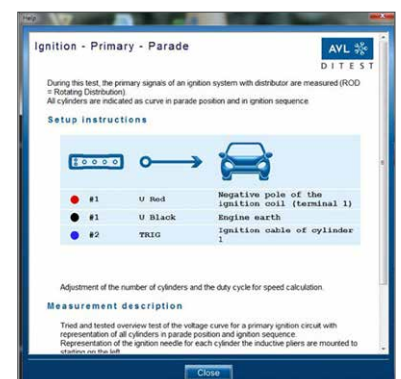 Help
Ignition - Primary - Parade
AVL
DITEST
During this test, the primary signals of an ignition system with distributor are measured (ROD
= Rotating Distribution).
All cylinders are indicated as curve in parade position and in ignition sequence
Setup instructions
#1 U Red Negative pole of the
ignition coil (terminal 1)
#1 U Black Engine earth
#2 TRIG Ignition cable of cylinder
1
Adjustment of the number of cylinders and the duty cycle for speed calculation.
Measurement description
Tried and tested overview test of the voltage curve for a primary ignition circuit with
representation of all cylinders in parade position and ignition sequence.
Representation of the ignition needle for each cylinder the inductive pliers are mounted to
starting on the left
Close